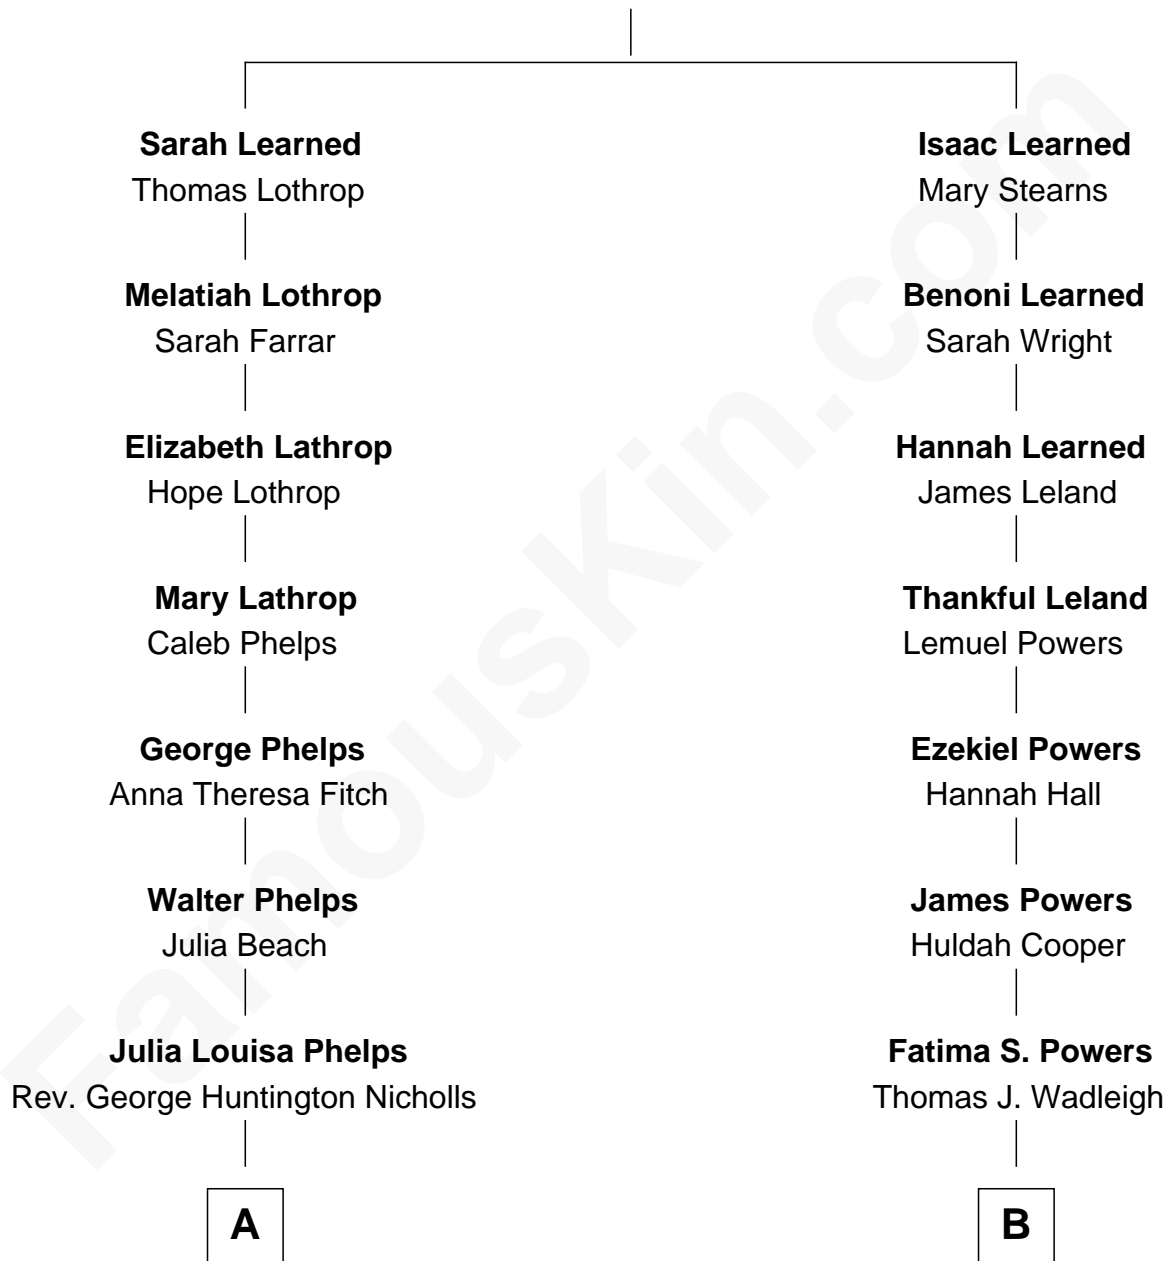 Sarah Learned
Thomas Lothrop
Isaac Learned
Mary Stearns
Melatiah Lothrop
Sarah Farrar
Benoni Learned
Sarah Wright
Elizabeth Lathrop
Hope Lothrop
Hannah Learned
James Leland
Mary Lathrop
Caleb Phelps
Thankful Leland
Lemuel Powers
George Phelps
Anna Theresa Fitch
Ezekiel Powers
Hannah Hall
Walter Phelps
Julia Beach
James Powers
Huldah Cooper
Julia Louisa Phelps
Rev. George Huntington Nicholls
Fatima S. Powers
Thomas J. Wadleigh
A
B
FamousKin.com